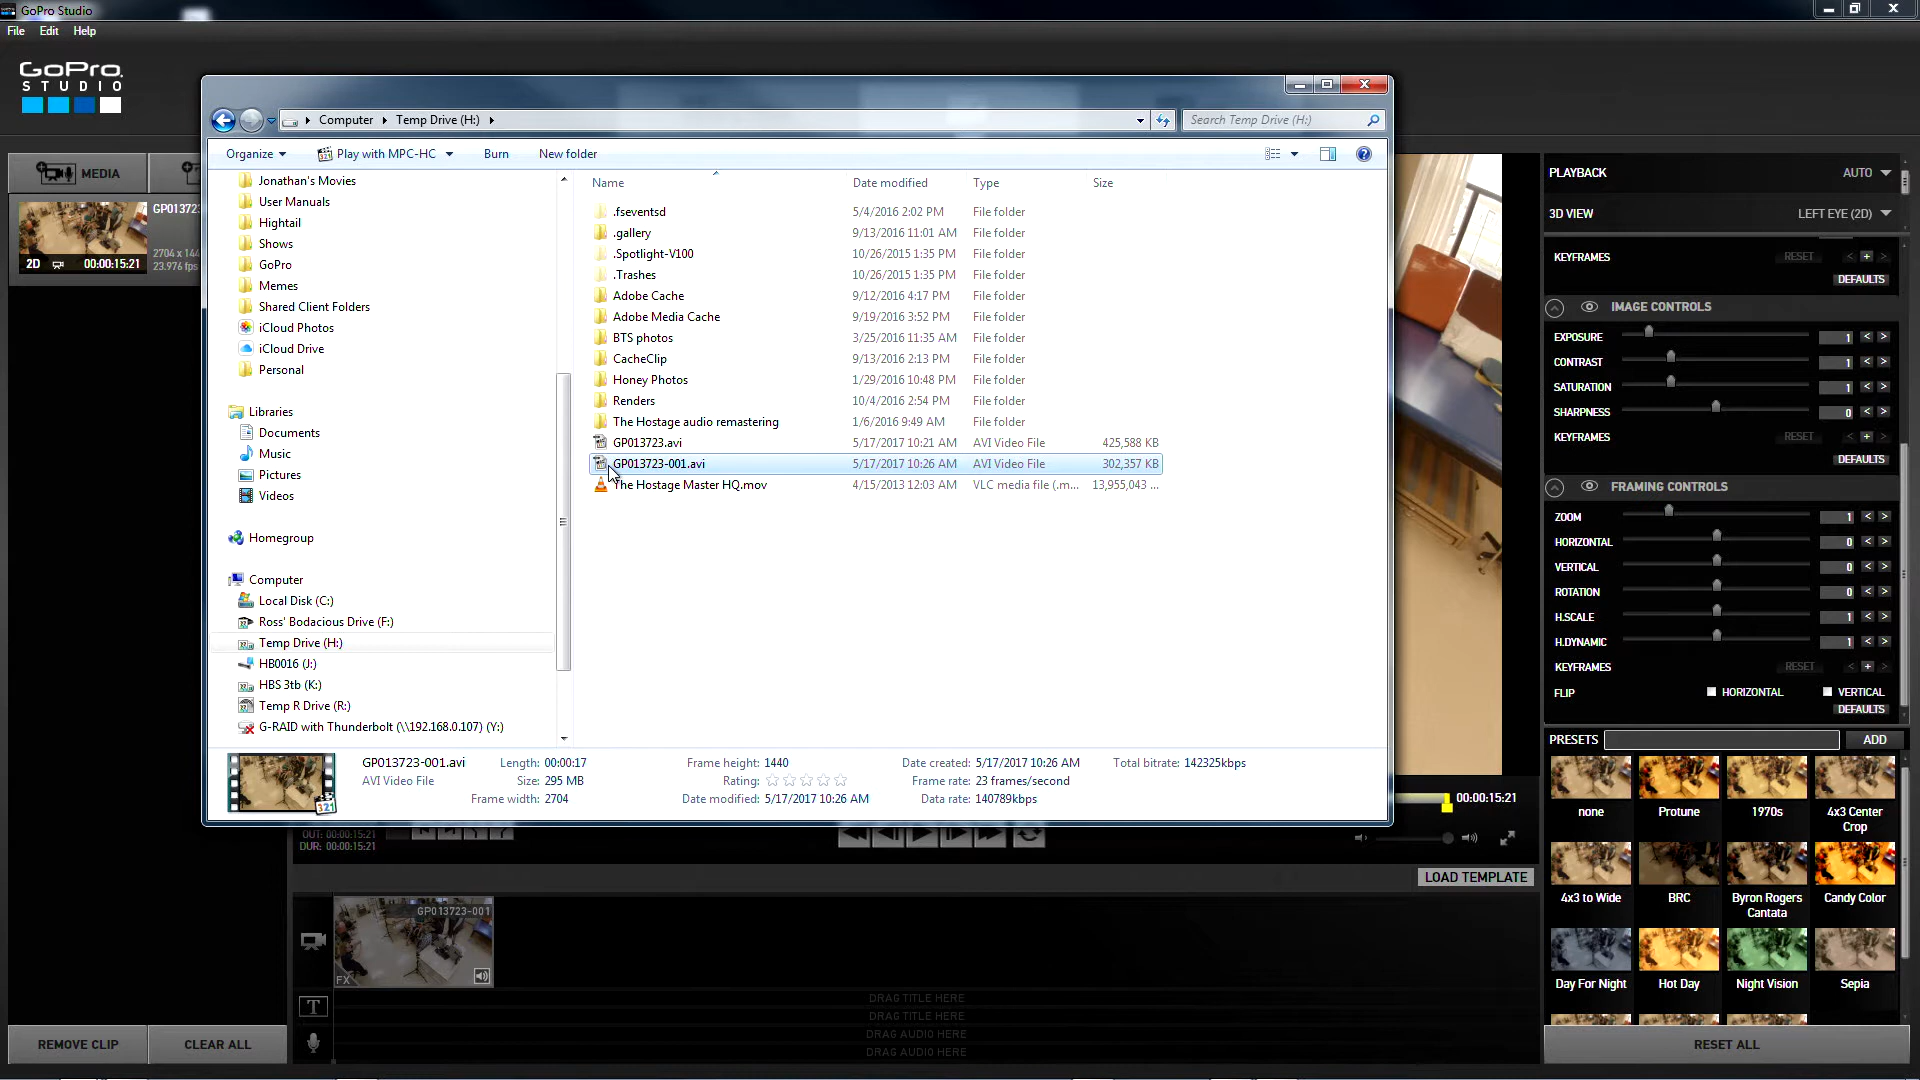 GoPro Studio
File Edit Help
GoPro
STUDIO
Computer Temp Drive (H:) Search Temp Drive (H:)
Organize Play with MPC-HC Burn New folder
MEDIA
GP013723
2704 x 144
23.976 fps
2D 00:00:15:21
Jonathan's Movies
User Manuals
Hightail
Shows
GoPro
Memes
Shared Client Folders
iCloud Photos
iCloud Drive
Personal
Libraries
Documents
Music
Pictures
Videos
Homegroup
Computer
Local Disk (C:)
Ross' Bodacious Drive (F:)
Temp Drive (H:)
HB0016 (J:)
HBS 3tb (K:)
Temp R Drive (R:)
G-RAID with Thunderbolt (\\192.168.0.107) (Y:)
Name Date modified Type Size
.fseventsd 5/4/2016 2:02 PM File folder
.gallery 9/13/2016 11:01 AM File folder
.Spotlight-V100 10/26/2015 1:35 PM File folder
.Trashes 10/26/2015 1:35 PM File folder
Adobe Cache 9/12/2016 4:17 PM File folder
Adobe Media Cache 9/19/2016 3:52 PM File folder
BTS photos 3/25/2016 11:35 AM File folder
CacheClip 9/13/2016 2:13 PM File folder
Honey Photos 1/29/2016 10:48 PM File folder
Renders 10/4/2016 2:54 PM File folder
The Hostage audio remastering 1/6/2016 9:49 AM File folder
GP013723.avi 5/17/2017 10:21 AM AVI Video File 425,588 KB
GP013723-001.avi 5/17/2017 10:26 AM AVI Video File 302,357 KB
The Hostage Master HQ.mov 4/15/2013 12:03 AM VLC media file (.m... 13,955,043 ...
GP013723-001.avi Length: 00:00:17 Frame height: 1440 Date created: 5/17/2017 10:26 AM Total bitrate: 142325kbps
AVI Video File Size: 295 MB Rating: Frame rate: 23 frames/second
Frame width: 2704 Date modified: 5/17/2017 10:26 AM Data rate: 140789kbps
PLAYBACK AUTO
3D VIEW LEFT EYE (2D)
KEYFRAMES RESET < + >
DEFAULTS
IMAGE CONTROLS
EXPOSURE 1 < >
CONTRAST 1 < >
SATURATION 1 < >
SHARPNESS 0 < >
KEYFRAMES RESET < + >
DEFAULTS
FRAMING CONTROLS
ZOOM 1 < >
HORIZONTAL 0 < >
VERTICAL 0 < >
ROTATION 0 < >
H.SCALE 1 < >
H.DYNAMIC 1 < >
KEYFRAMES RESET < + >
FLIP HORIZONTAL VERTICAL
DEFAULTS
PRESETS ADD
none Protune 1970s 4x3 Center Crop
4x3 to Wide BRC Byron Rogers Cantata Candy Color
Day For Night Hot Day Night Vision Sepia
RESET ALL
00:00:15:21
OUT: 00:00:15:21
DUR: 00:00:15:21
LOAD TEMPLATE
GP013723-001
FX
T
DRAG TITLE HERE
DRAG TITLE HERE
DRAG AUDIO HERE
DRAG AUDIO HERE
REMOVE CLIP CLEAR ALL